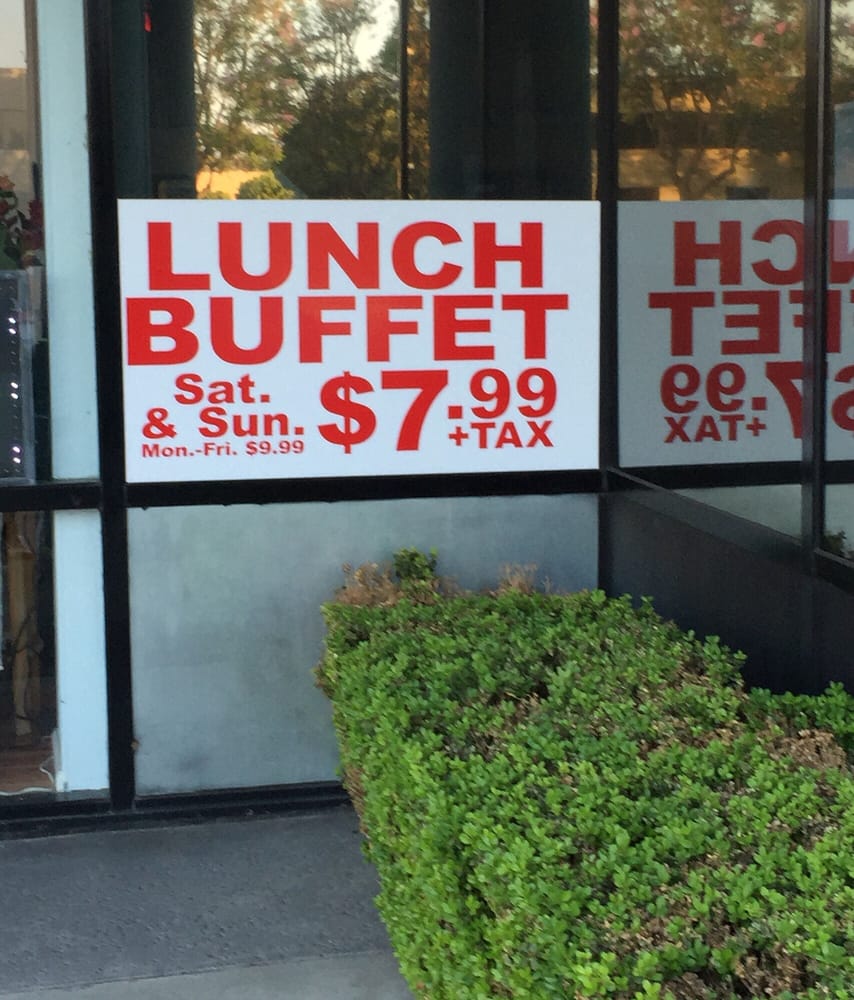 LUNCH
BUFFET
Sat.
& Sun.
Mon.-Fri. $9.99
$7.99
+TAX